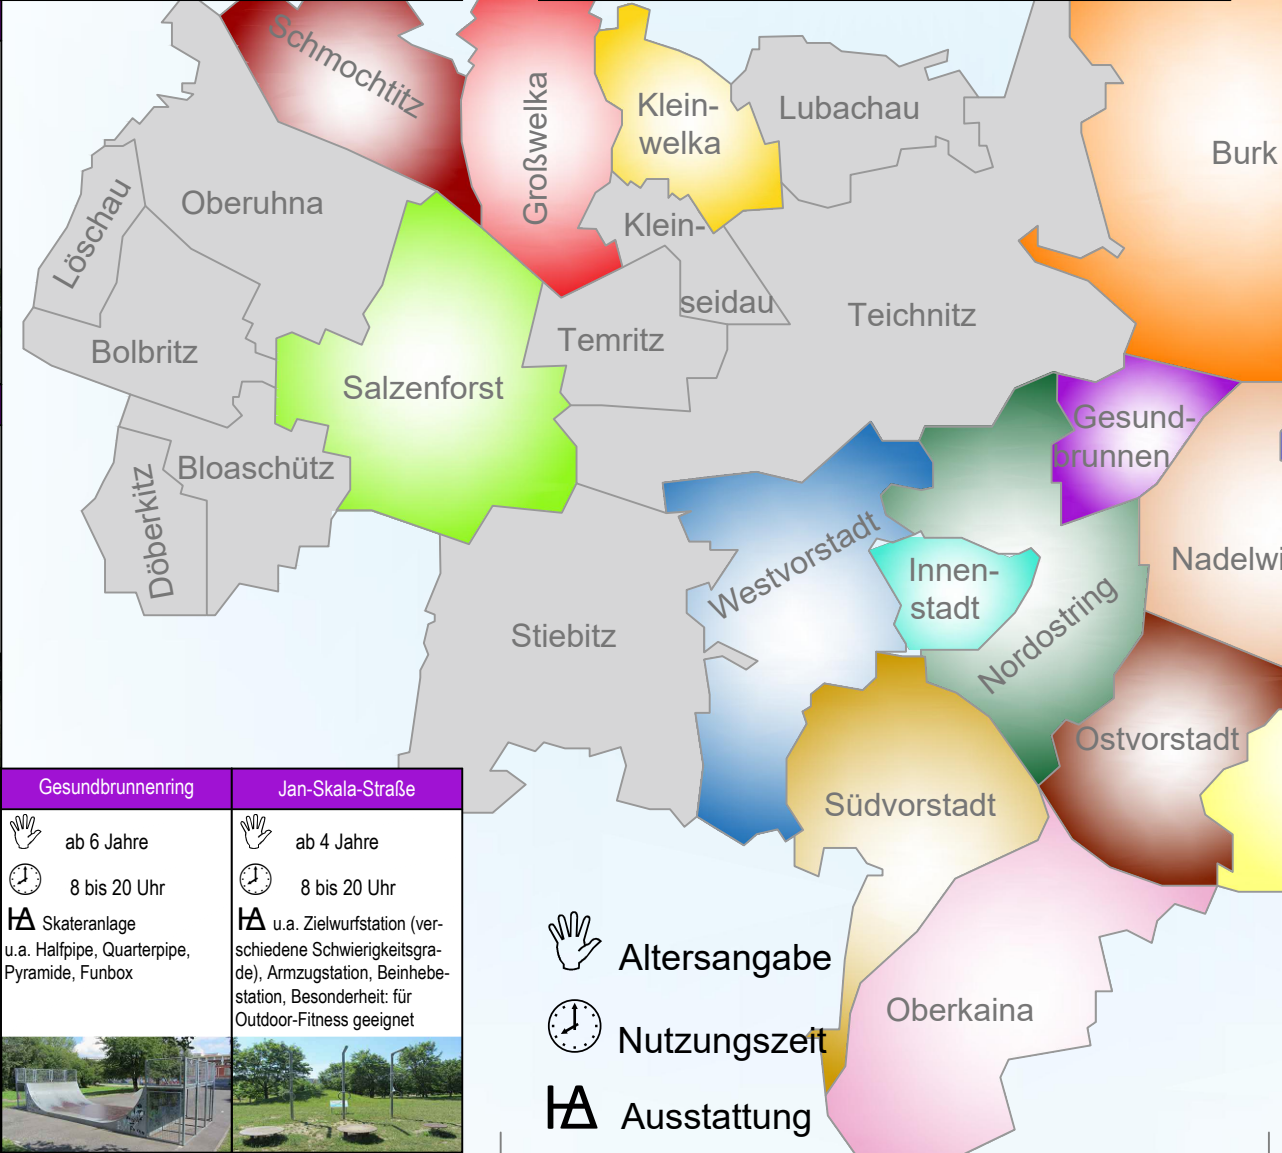 Schmochtitz
Großwelka
Klein-
welka
Lubachau
Burk
Löschau
Oberuhna
Klein-
seidau
Teichnitz
Temritz
Bolbritz
Salzenforst
Gesund-
brunnen
Döberkitz
Bloaschütz
Westvorstadt
Innen-
stadt
Nordostring
Nadelwi
Stiebitz
Ostvorstadt
Südvorstadt
Oberkaina
Gesundbrunnenring
ab 6 Jahre
8 bis 20 Uhr
Skateranlage
u.a. Halfpipe, Quarterpipe,
Pyramide, Funbox
Jan-Skala-Straße
ab 4 Jahre
8 bis 20 Uhr
u.a. Zielwurfstation (ver-
schiedene Schwierigkeitsgra-
de), Armzugstation, Beinhebe-
station, Besonderheit: für
Outdoor-Fitness geeignet
Altersangabe
Nutzungszeit
Ausstattung